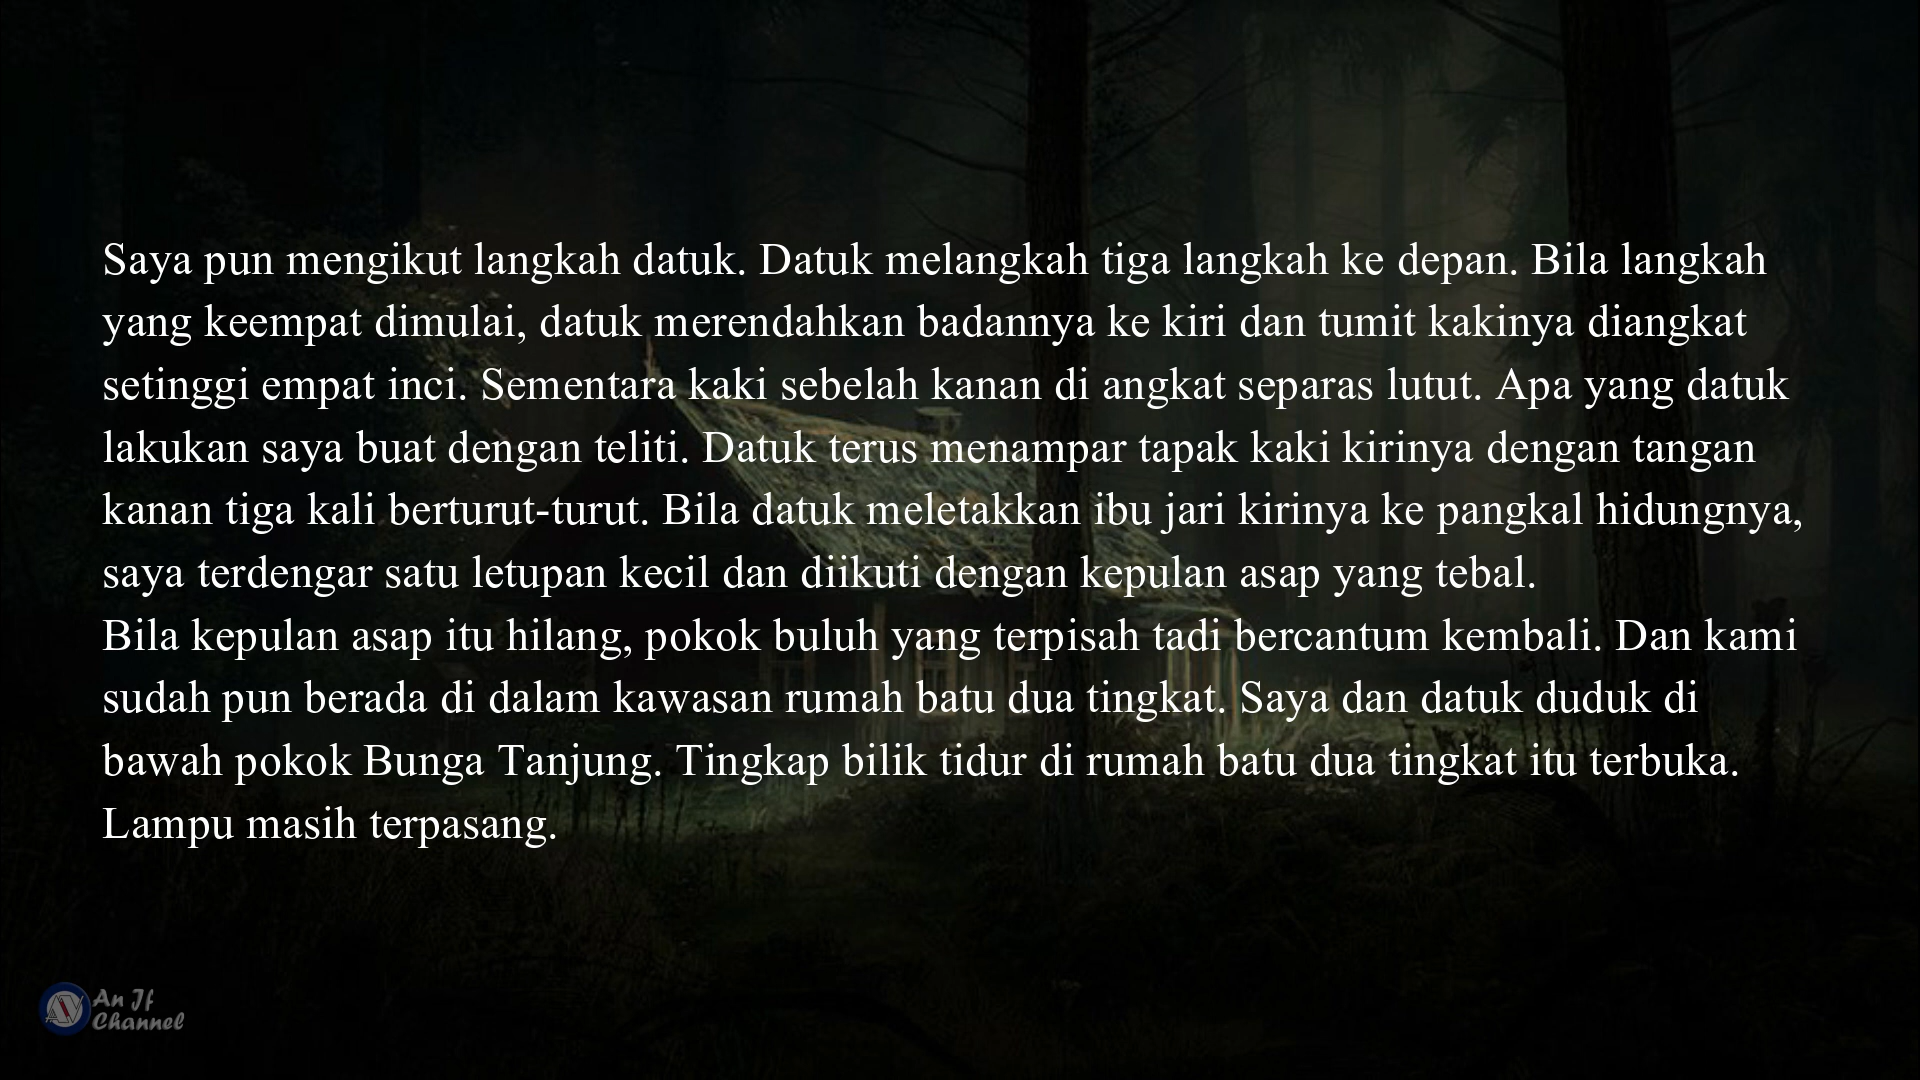 Saya pun mengikut langkah datuk. Datuk melangkah tiga langkah ke depan. Bila langkah
yang keempat dimulai, datuk merendahkan badannya ke kiri dan tumit kakinya diangkat
setinggi empat inci. Sementara kaki sebelah kanan di angkat separas lutut. Apa yang datuk
lakukan saya buat dengan teliti. Datuk terus menampar tapak kaki kirinya dengan tangan
kanan tiga kali berturut-turut. Bila datuk meletakkan ibu jari kirinya ke pangkal hidungnya,
saya terdengar satu letupan kecil dan diikuti dengan kepulan asap yang tebal.
Bila kepulan asap itu hilang, pokok buluh yang terpisah tadi bercantum kembali. Dan kami
sudah pun berada di dalam kawasan rumah batu dua tingkat. Saya dan datuk duduk di
bawah pokok Bunga Tanjung. Tingkap bilik tidur di rumah batu dua tingkat itu terbuka.
Lampu masih terpasang.
An If
Channel